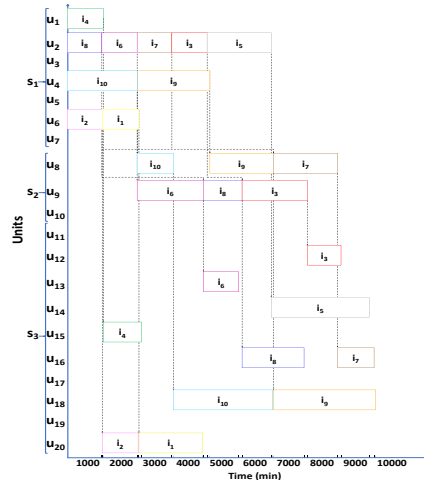 u1 i4
u2 i8 i6 i7 i3 i5
u3
s1 u4 i10 i9
u5
u6 i2 i1
u7
u8 i10 i9 i7
s2 u9 i6 i8 i3
u10
Units
u11
u12 i3
u13 i6
u14 i5
s3 u15 i4
u16 i8 i9
u17
u18 i10 i9
u19
u20 i2 i1
1000 2000 3000 4000 5000 6000 7000 8000 9000 10000
Time (min)